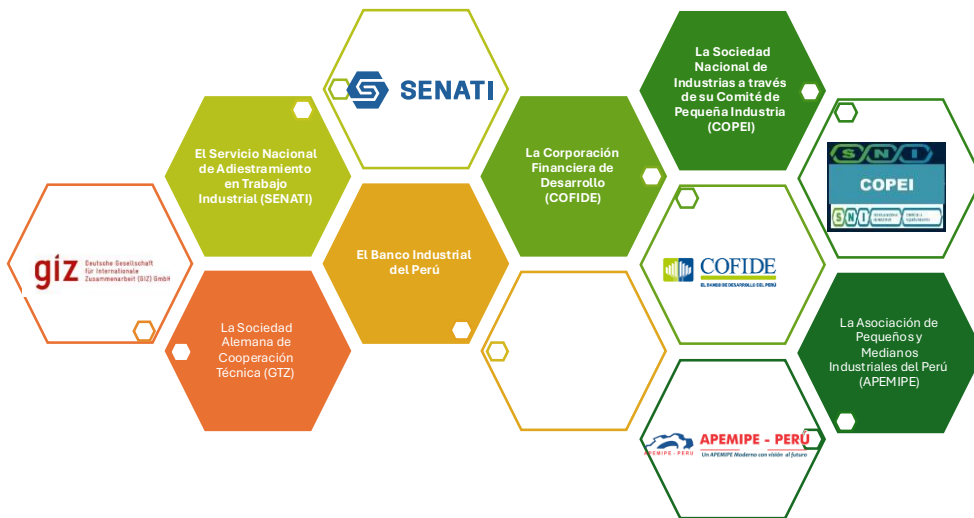 giz
Deutsche Gesellschaft
für Internationale
Zusammenarbeit (GIZ) GmbH
La Sociedad
Alemana de
Cooperación
Técnica (GTZ)
El Servicio Nacional
de Adiestramiento
en Trabajo
Industrial (SENATI)
SENATI
El Banco Industrial
del Perú
La Corporación
Financiera de
Desarrollo
(COFIDE)
COFIDE
EL BANCO DE DESARROLLO DEL PERÚ
La Sociedad
Nacional de
Industrias a través
de su Comité de
Pequeña Industria
(COPEI)
SNI
COPEI
SNI
La Asociación de
Pequeños y
Medianos
Industriales del Perú
(APEMIPE)
APEMIPE - PERU
APEMIPE - PERÚ
Un APEMIPE Moderno con visión al futuro